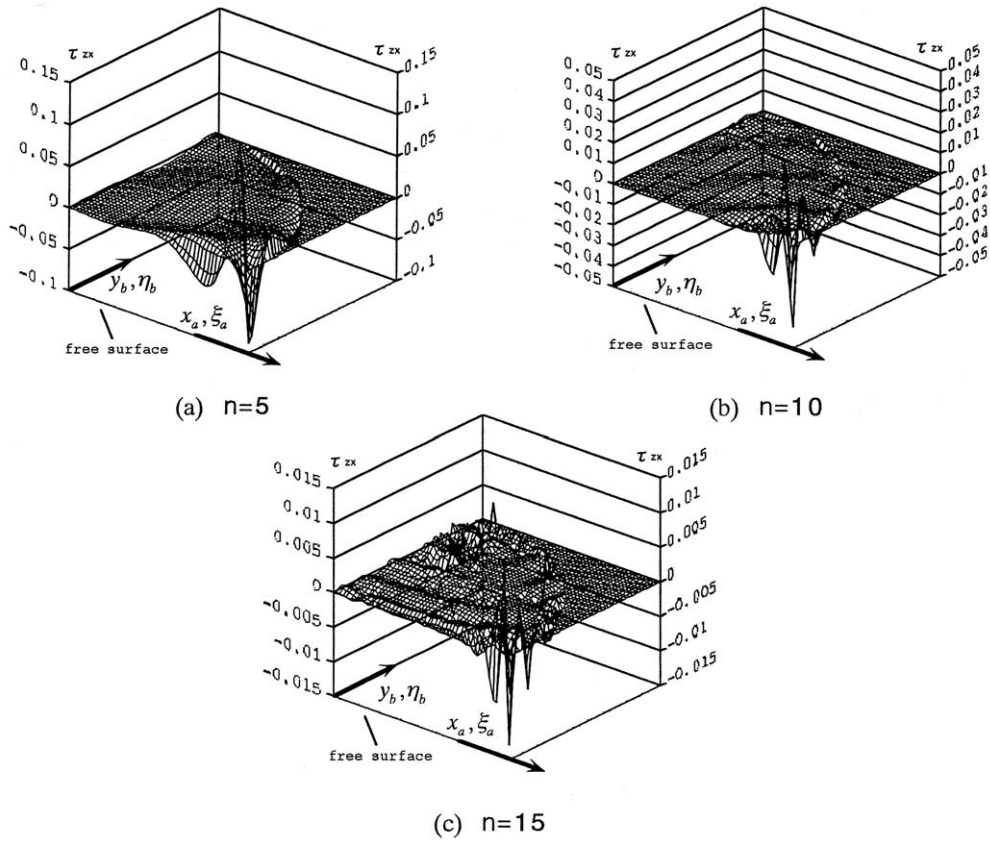 τ zx
τ zx
0.15
0.1
0.05
0
-0.05
-0.1
0.15
0.1
0.05
0
-0.05
-0.1
y_b, η_b
x_a, ξ_a
free surface
(a) n=5
τ zx
τ zx
0.05
0.04
0.03
0.02
0.01
0
-0.01
-0.02
-0.03
-0.04
-0.05
0.05
0.04
0.03
0.02
0.01
0
-0.01
-0.02
-0.03
-0.04
-0.05
y_b, η_b
x_a, ξ_a
free surface
(b) n=10
τ zx
τ zx
0.015
0.01
0.005
0
-0.005
-0.01
-0.015
0.015
0.01
0.005
0
-0.005
-0.01
-0.015
y_b, η_b
x_a, ξ_a
free surface
(c) n=15